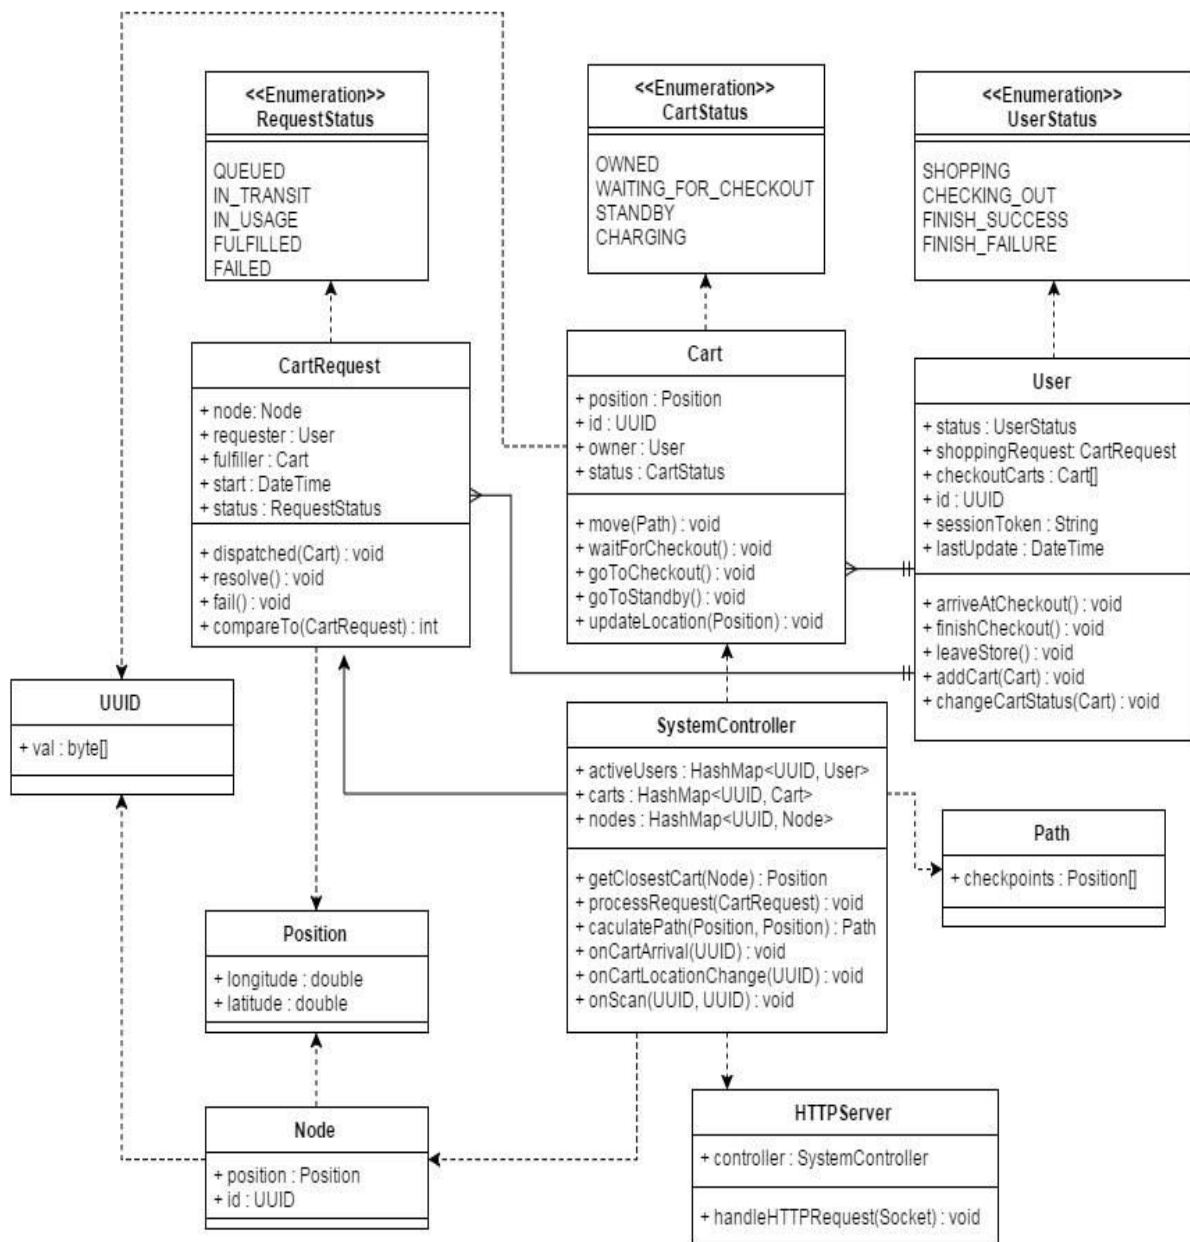 <<Enumeration>>
RequestStatus
QUEUED
IN_TRANSIT
IN_USAGE
FULFILLED
FAILED
<<Enumeration>>
CartStatus
OWNED
WAITING_FOR_CHECKOUT
STANDBY
CHARGING
<<Enumeration>>
UserStatus
SHOPPING
CHECKING_OUT
FINISH_SUCCESS
FINISH_FAILURE
CartRequest
+ node: Node
+ requester : User
+ fulfiller : Cart
+ start : DateTime
+ status : RequestStatus
+ dispatched(Cart) : void
+ resolve() : void
+ fail() : void
+ compareTo(CartRequest) : int
Cart
+ position : Position
+ id : UUID
+ owner : User
+ status : CartStatus
+ move(Path) : void
+ waitForCheckout() : void
+ goToCheckout() : void
+ goToStandby() : void
+ updateLocation(Position) : void
User
+ status : UserStatus
+ shoppingRequest: CartRequest
+ checkoutCarts : Cart[]
+ id : UUID
+ sessionToken : String
+ lastUpdate : DateTime
+ arriveAtCheckout() : void
+ finishCheckout() : void
+ leaveStore() : void
+ addCart(Cart) : void
+ changeCartStatus(Cart) : void
UUID
+ val : byte[]
SystemController
+ activeUsers : HashMap<UUID, User>
+ carts : HashMap<UUID, Cart>
+ nodes : HashMap<UUID, Node>
+ getClosestCart(Node) : Position
+ processRequest(CartRequest) : void
+ caculatePath(Position, Position) : Path
+ onCartArrival(UUID) : void
+ onCartLocationChange(UUID) : void
+ onScan(UUID, UUID) : void
Path
+ checkpoints : Position[]
Position
+ longitude : double
+ latitude : double
Node
+ position : Position
+ id : UUID
HTTPServer
+ controller : SystemController
+ handleHTTPRequest(Socket) : void